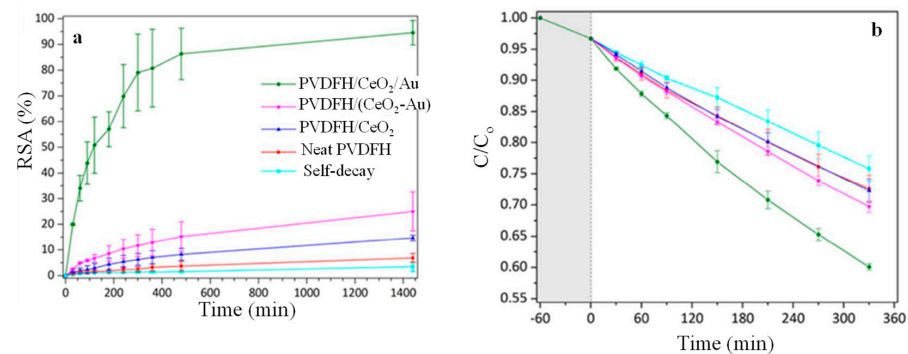 a
100
90
80
70
60
50
40
30
20
10
0
RSA (%)
PVDFH/CeO₂/Au
PVDFH/(CeO₂-Au)
PVDFH/CeO₂
Neat PVDFH
Self-decay
0 200 400 600 800 1000 1200 1400
Time (min)
b
1.00
0.95
0.90
0.85
0.80
0.75
0.70
0.65
0.60
0.55
C/Co
-60 0 60 120 180 240 300 360
Time (min)